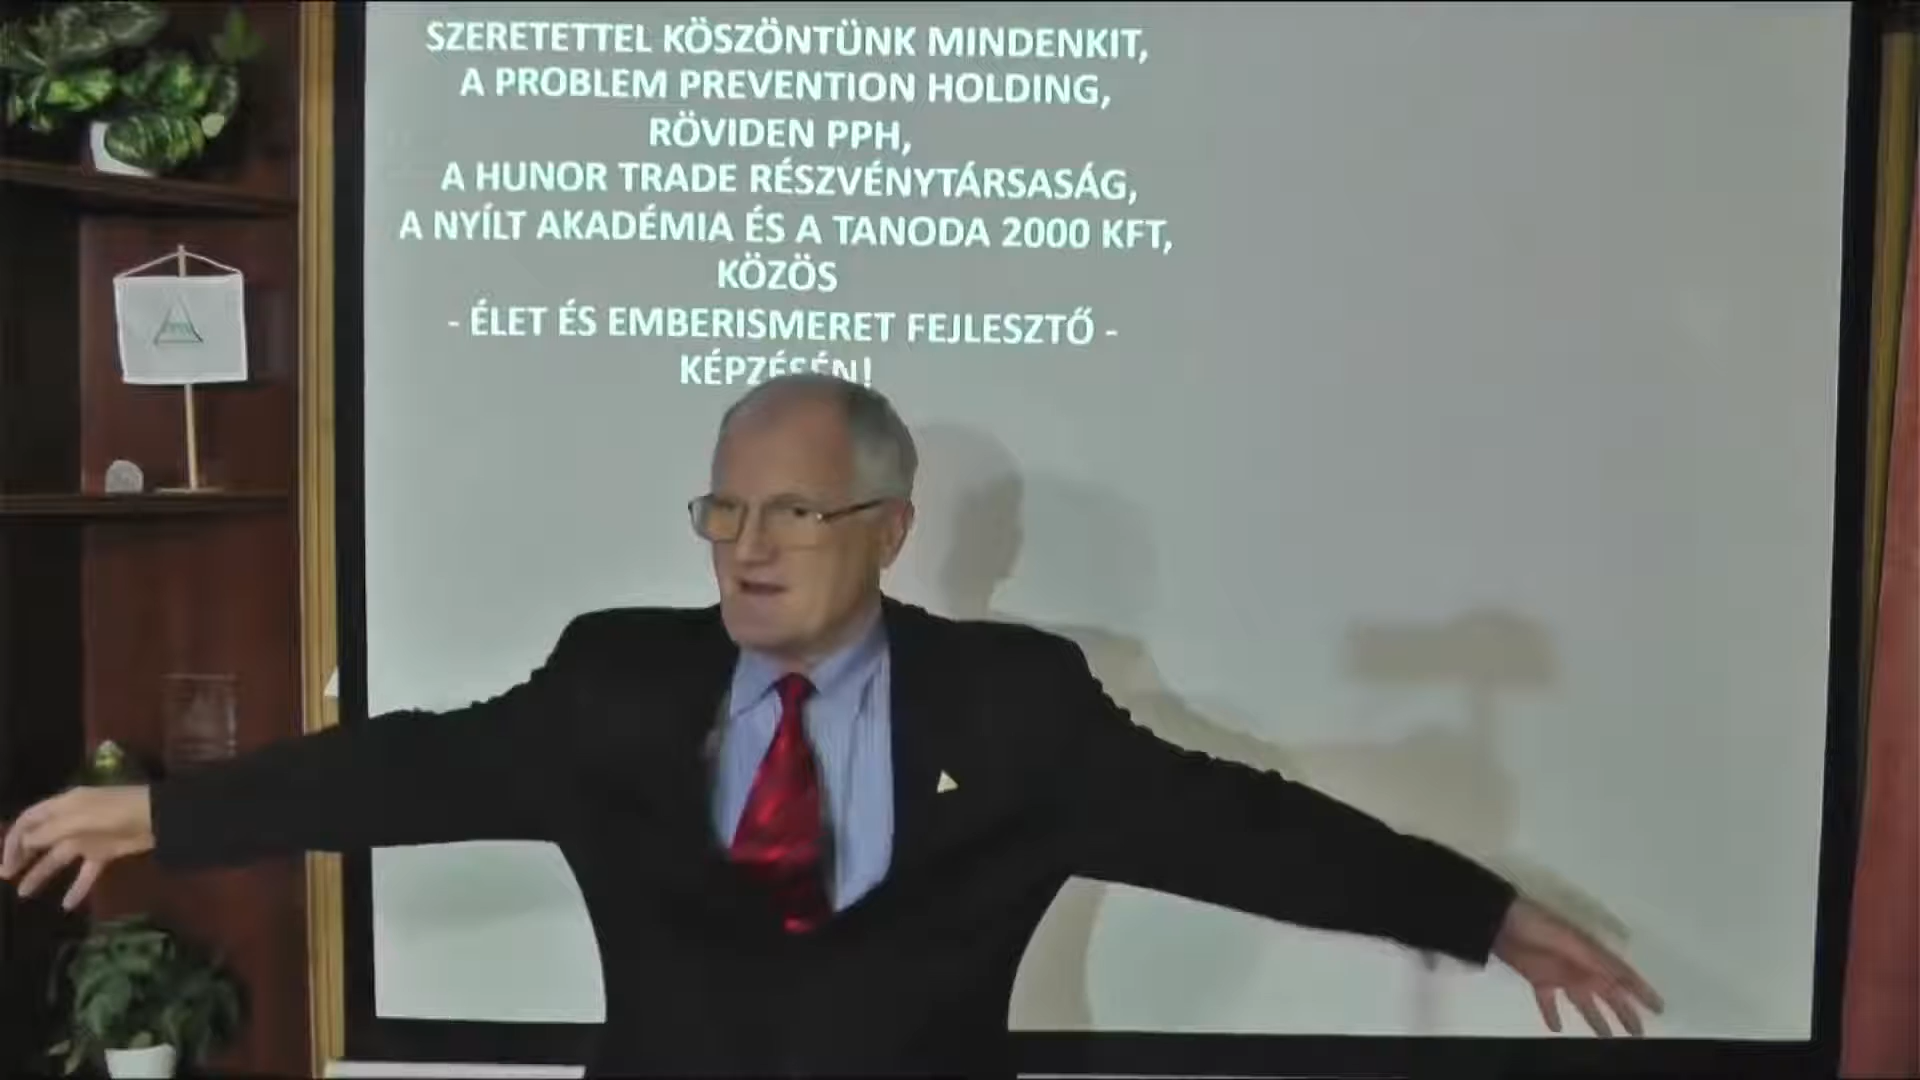 SZERETETTEL KÖSZÖNTÜNK MINDENKIT,
A PROBLEM PREVENTION HOLDING,
RÖVIDEN PPH,
A HUNOR TRADE RÉSZVÉNYTÁRSASÁG,
A NYÍLT AKADÉMIA ÉS A TANODA 2000 KFT,
KÖZÖS
- ÉLET ÉS EMBERISMERET FEJLESZTŐ -
KÉPZÉSÉN!